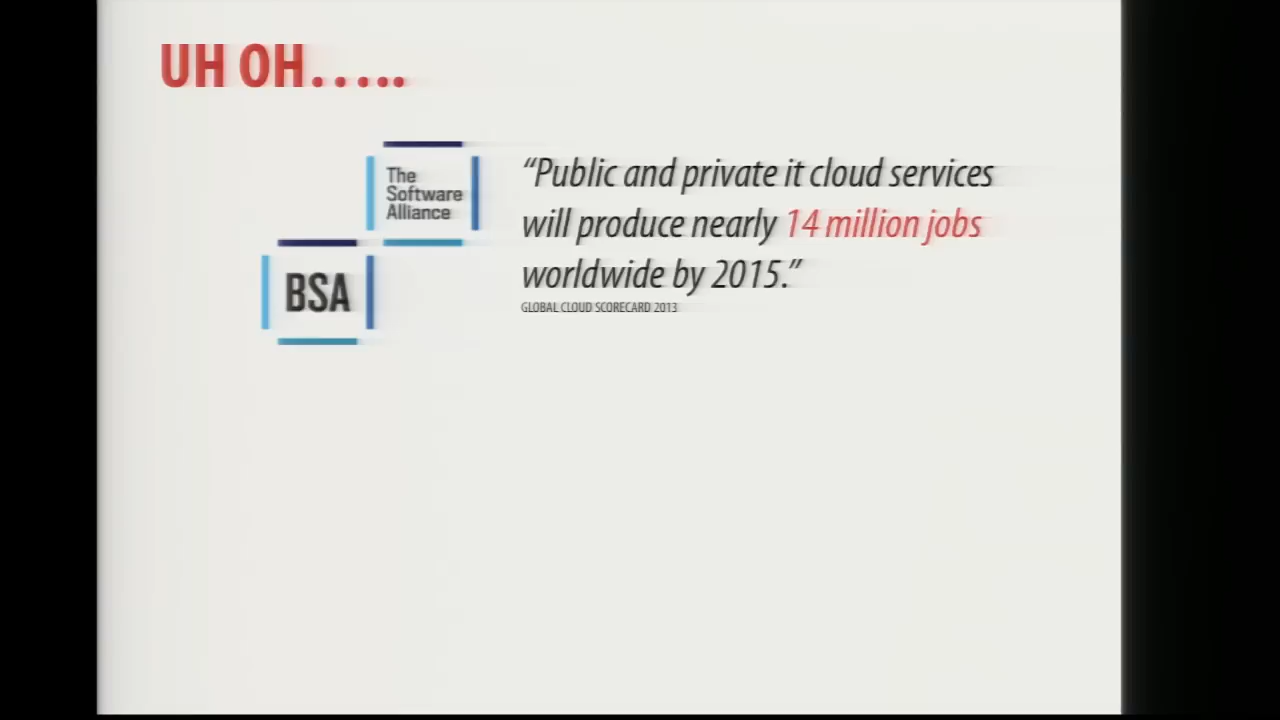 UH OH.....
The
Software
Alliance
BSA
“Public and private it cloud services
will produce nearly 14 million jobs
worldwide by 2015.”
GLOBAL CLOUD SCORECARD 2013